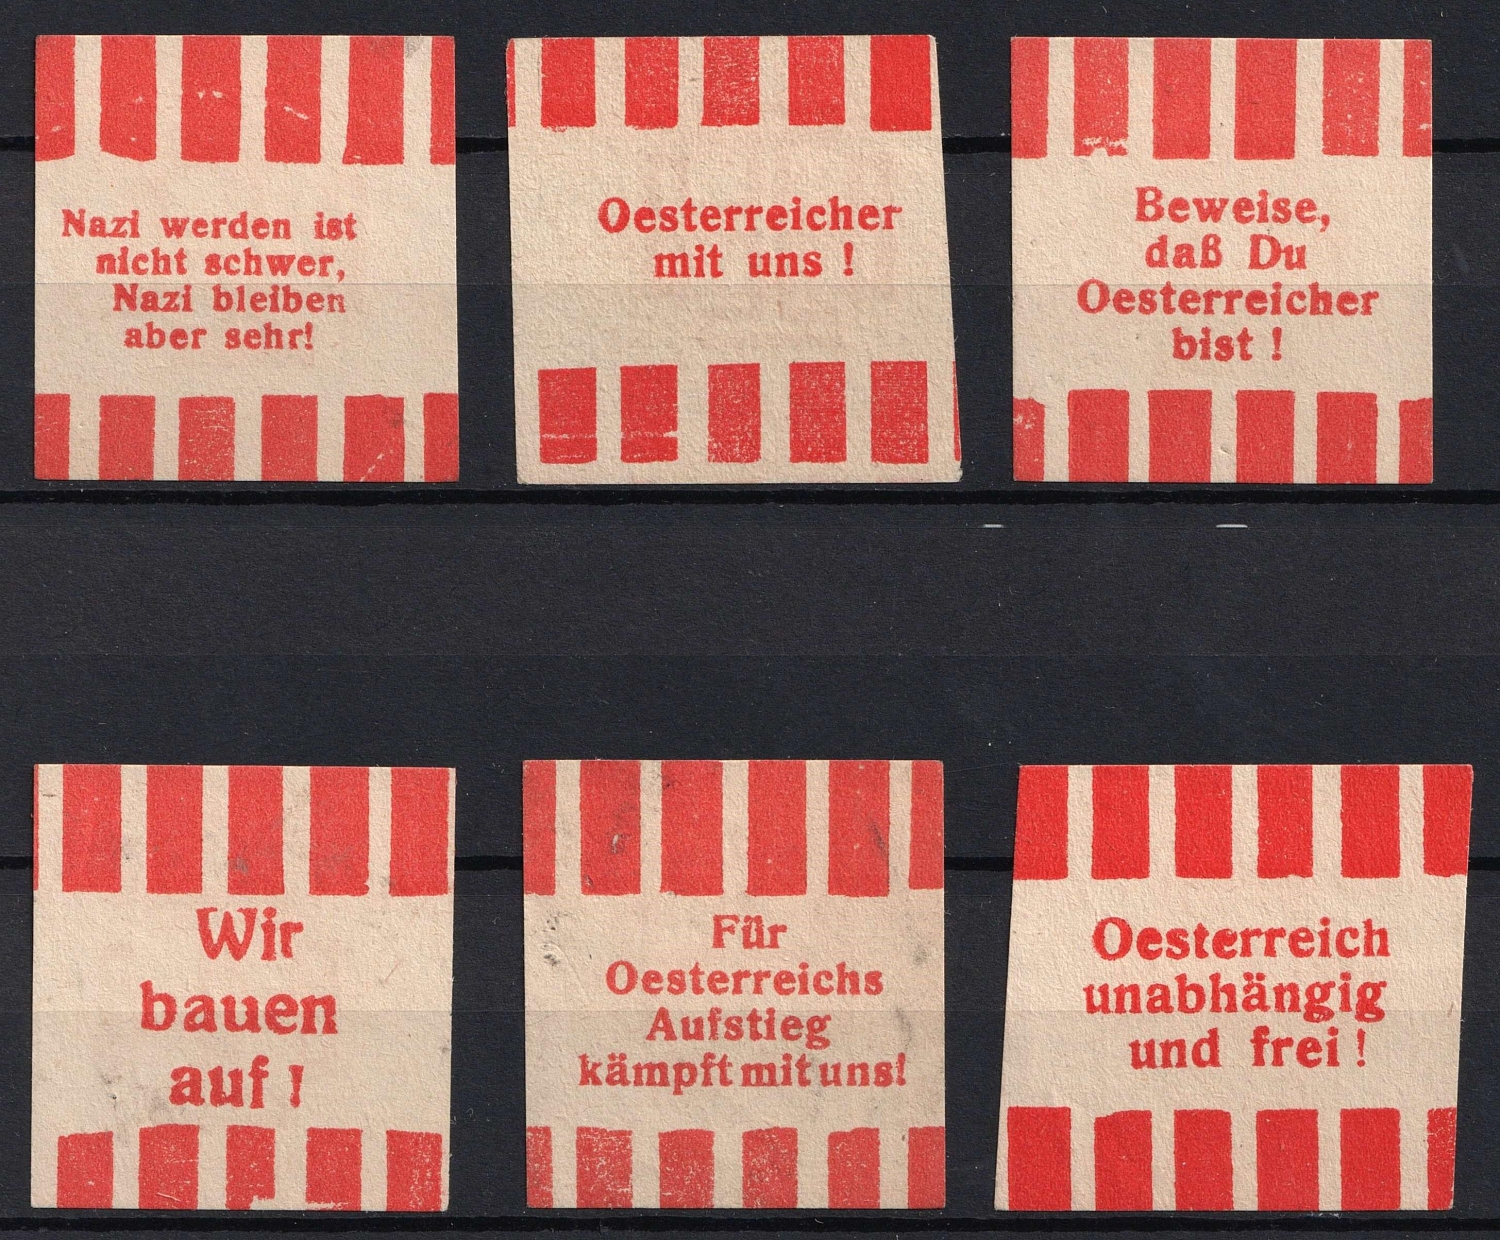 Nazi werden ist
nicht schwer,
Nazi bleiben
aber sehr!
Oesterreicher
mit uns !
Beweise,
daß Du
Oesterreicher
bist !
Wir
bauen
auf !
Für
Oesterreichs
Aufstieg
kämpft mit uns!
Oesterreich
unabhängig
und frei !